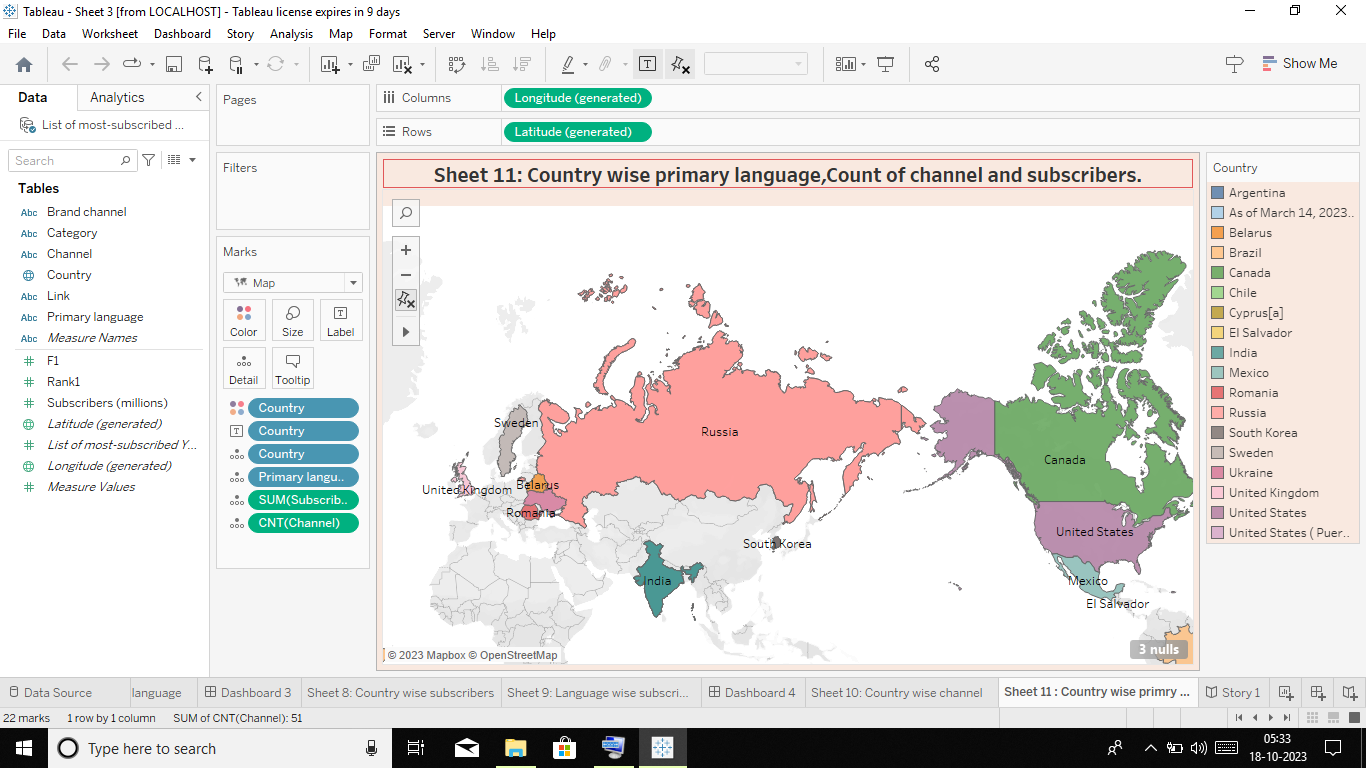 Tableau - Sheet 3 [from LOCALHOST] - Tableau license expires in 9 days
File Data Worksheet Dashboard Story Analysis Map Format Server Window Help
Show Me
Data Analytics
List of most-subscribed ...
Search
Tables
Abc Brand channel
Abc Category
Abc Channel
Country
Abc Link
Abc Primary language
Abc Measure Names
F1
Rank1
Subscribers (millions)
Latitude (generated)
List of most-subscribed Y...
Longitude (generated)
Measure Values
Pages
Filters
Marks
Map
Color Size Label
Detail Tooltip
Country
Country
Country
Primary langu..
SUM(Subscrib..
CNT(Channel)
Columns Longitude (generated)
Rows Latitude (generated)
Sheet 11: Country wise primary language,Count of channel and subscribers.
Sweden
Russia
Canada
United Kingdom
Belarus
Romania
United States
South Korea
India
Mexico
El Salvador
3 nulls
© 2023 Mapbox © OpenStreetMap
Country
Argentina
As of March 14, 2023..
Belarus
Brazil
Canada
Chile
Cyprus[a]
El Salvador
India
Mexico
Romania
Russia
South Korea
Sweden
Ukraine
United Kingdom
United States
United States ( Puer..
Data Source language Dashboard 3 Sheet 8: Country wise subscribers Sheet 9: Language wise subscri... Dashboard 4 Sheet 10: Country wise channel Sheet 11 : Country wise primry ... Story 1
22 marks 1 row by 1 column SUM of CNT(Channel): 51
Type here to search
05:33
18-10-2023